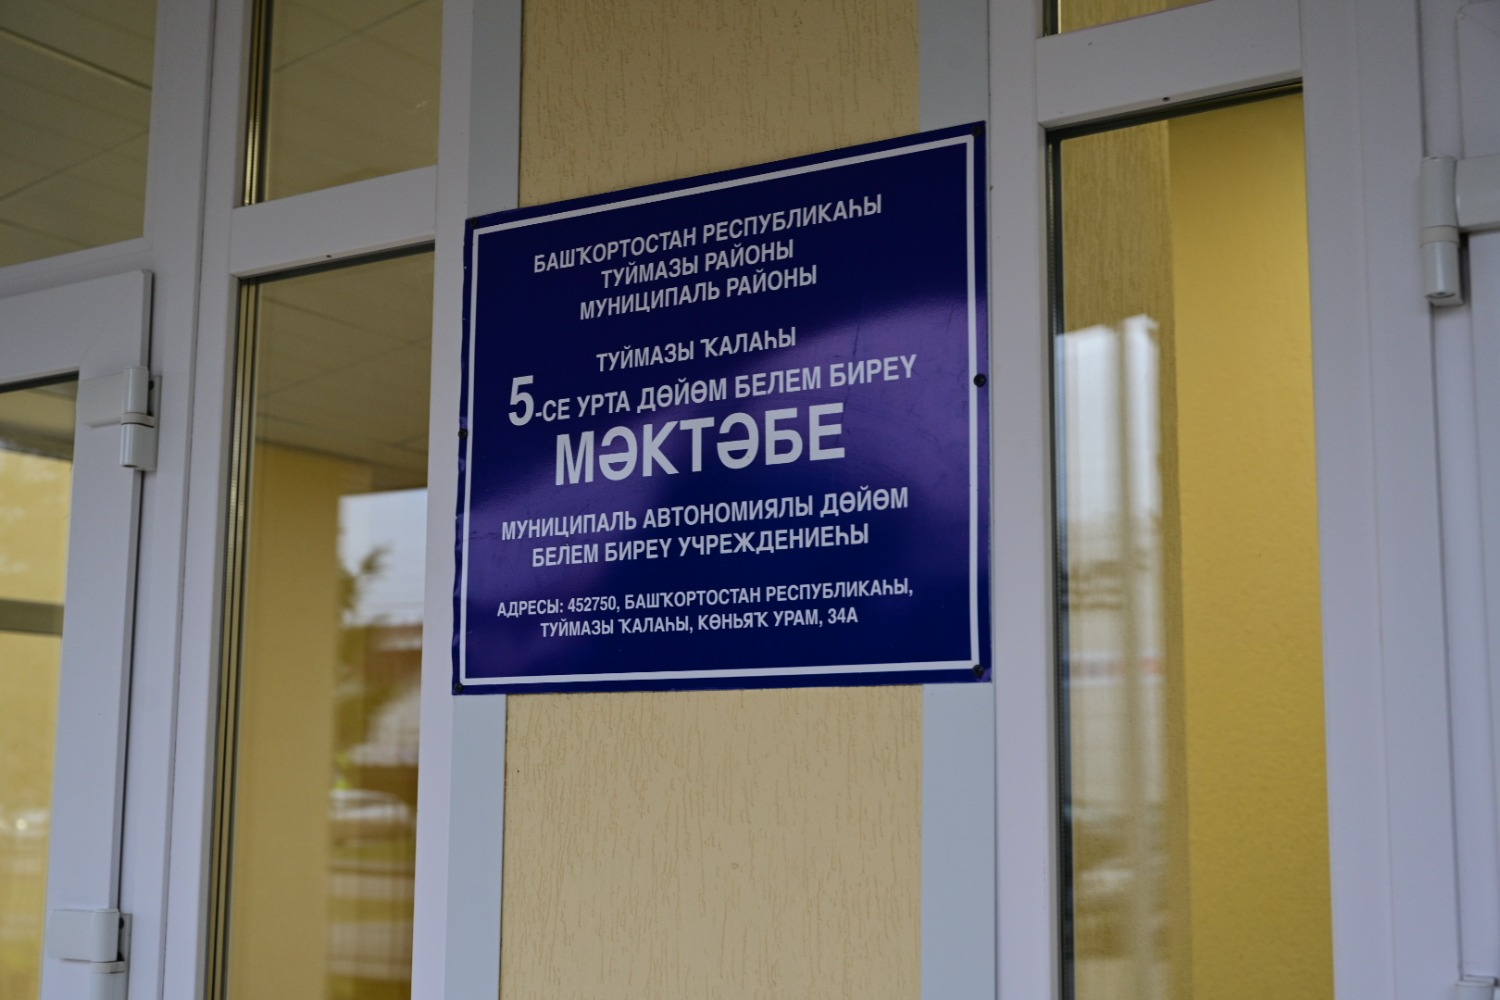 БАШҠОРТОСТАН РЕСПУБЛИКАҺЫ
ТУЙМАЗЫ РАЙОНЫ
МУНИЦИПАЛЬ РАЙОНЫ
ТУЙМАЗЫ ҠАЛАҺЫ
5-СЕ УРТА ДӨЙӨМ БЕЛЕМ БИРЕҮ
МӘКТӘБЕ
МУНИЦИПАЛЬ АВТОНОМИЯЛЫ ДӨЙӨМ
БЕЛЕМ БИРЕҮ УЧРЕЖДЕНИЕҺЫ
АДРЕСЫ: 452750, БАШҠОРТОСТАН РЕСПУБЛИКАҺЫ,
ТУЙМАЗЫ ҠАЛАҺЫ, КӨНЬЯҠ УРАМ, 34А